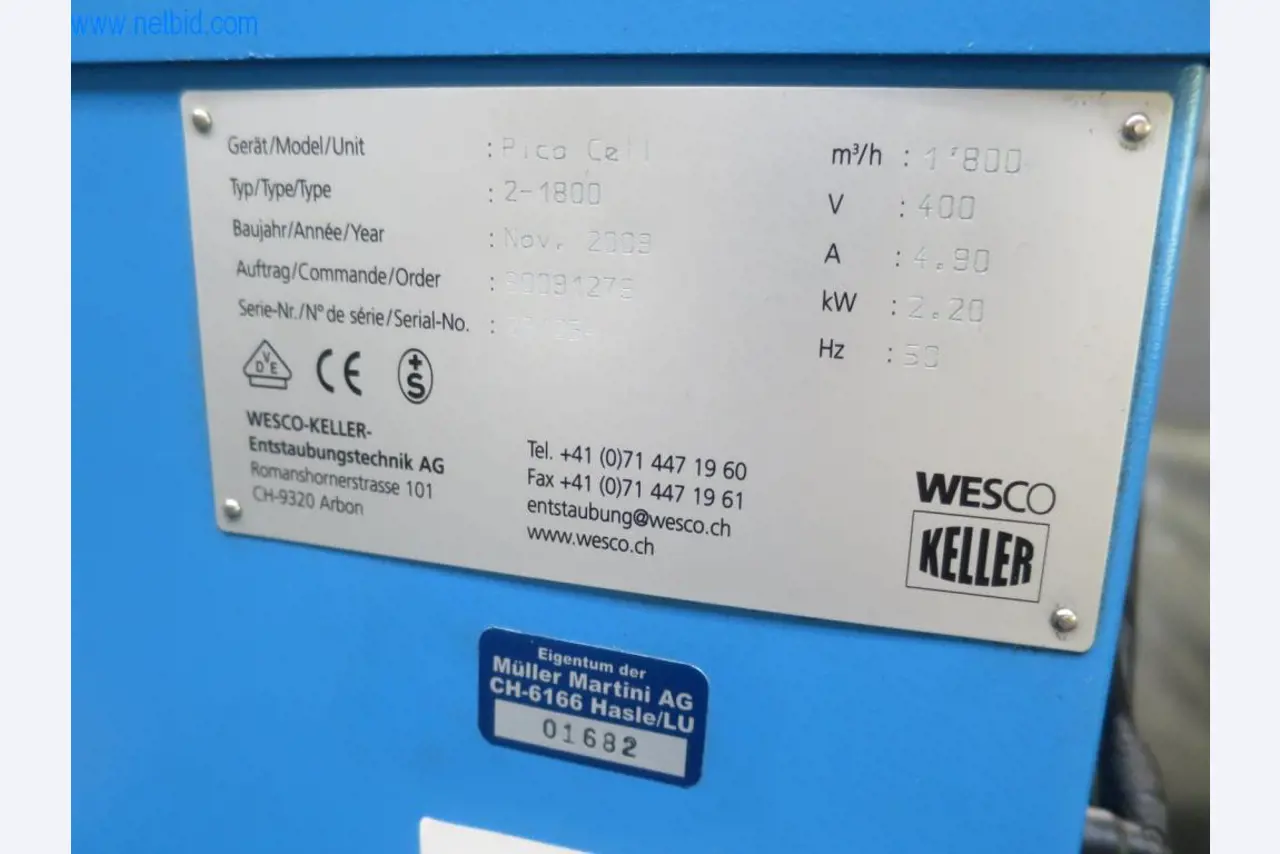 www.netbid.com
Gerät/Model/Unit : Pico Cell
Typ/Type/Type : 2-1800
Baujahr/Année/Year : Nov. 2009
Auftrag/Commande/Order :
Serie-Nr./N° de série/Serial-No. :
m³/h : 1'800
V : 400
A : 4.90
kW : 2.20
Hz : 50
VDE CE +S
WESCO-KELLER-
Entstaubungstechnik AG
Romanshornerstrasse 101
CH-9320 Arbon
Tel. +41 (0)71 447 19 60
Fax +41 (0)71 447 19 61
entstaubung@wesco.ch
www.wesco.ch
WESCO
KELLER
Eigentum der
Müller Martini AG
CH-6166 Hasle/LU
01682